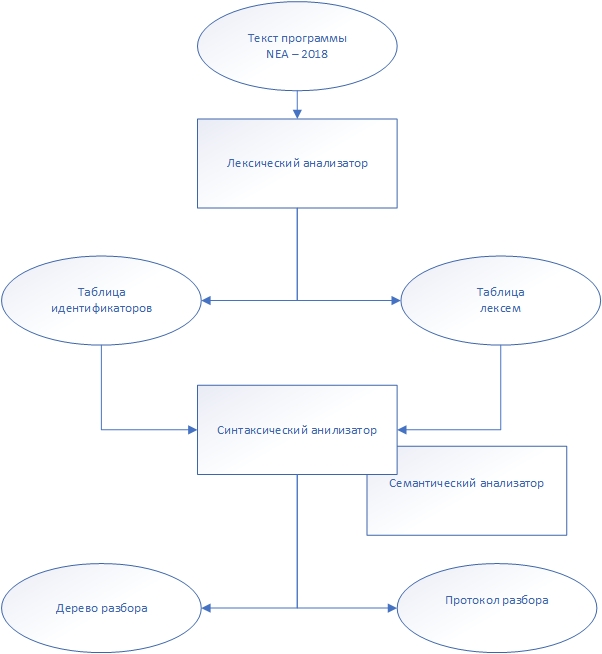 Текст программы
NEA – 2018
Лексический анализатор
Таблица
идентификаторов
Таблица
лексем
Синтаксический анилизатор
Семантический анализатор
Дерево разбора
Протокол разбора